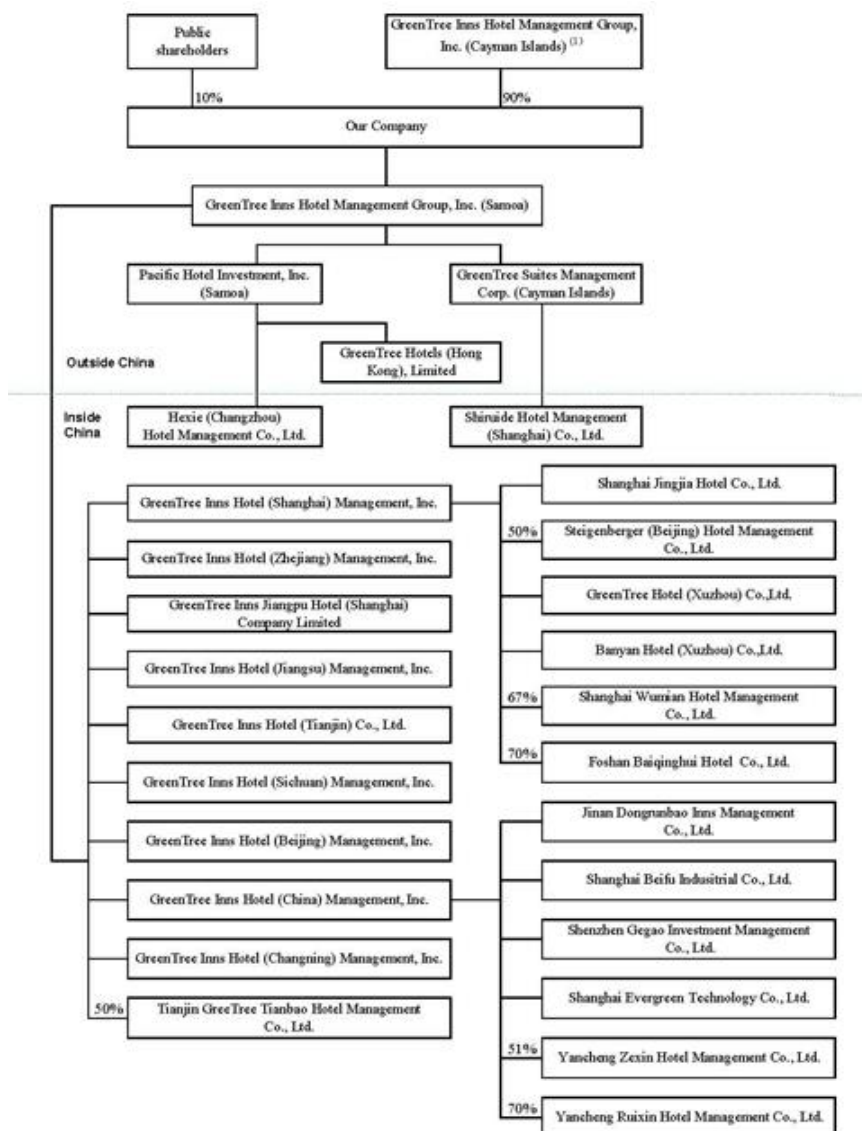 Public
shareholders
GreenTree Inns Hotel Management Group,
Inc. (Cayman Islands) (1)
10%
90%
Our Company
GreenTree Inns Hotel Management Group, Inc. (Samoa)
Pacific Hotel Investment, Inc.
(Samoa)
GreenTree Suites Management
Corp. (Cayman Islands)
GreenTree Hotels (Hong
Kong), Limited
Outside China
Inside
China
Hexie (Changzhou)
Hotel Management Co., Ltd.
Shiruide Hotel Management
(Shanghai) Co., Ltd.
GreenTree Inns Hotel (Shanghai) Management, Inc.
GreenTree Inns Hotel (Zhejiang) Management, Inc.
GreenTree Inns Jiangpu Hotel (Shanghai)
Company Limited
GreenTree Inns Hotel (Jiangsu) Management, Inc.
GreenTree Inns Hotel (Tianjin) Co., Ltd.
GreenTree Inns Hotel (Sichuan) Management, Inc.
GreenTree Inns Hotel (Beijing) Management, Inc.
GreenTree Inns Hotel (China) Management, Inc.
GreenTree Inns Hotel (Changning) Management, Inc.
50%
Tianjin GreeTree Tianbao Hotel Management
Co., Ltd.
Shanghai Jingjia Hotel Co., Ltd.
50%
Steigenberger (Beijing) Hotel Management
Co., Ltd.
GreenTree Hotel (Xuzhou) Co.,Ltd.
Banyan Hotel (Xuzhou) Co.,Ltd.
67%
Shanghai Wumian Hotel Management
Co., Ltd.
70%
Foshan Baiqinghui Hotel Co., Ltd.
Jinan Dongrunbao Inns Management
Co., Ltd.
Shanghai Beifu Indusitrial Co., Ltd.
Shenzhen Gegao Investment Management
Co., Ltd.
Shanghai Evergreen Technology Co., Ltd.
51%
Yancheng Zexin Hotel Management Co., Ltd.
70%
Yancheng Ruixin Hotel Management Co., Ltd.